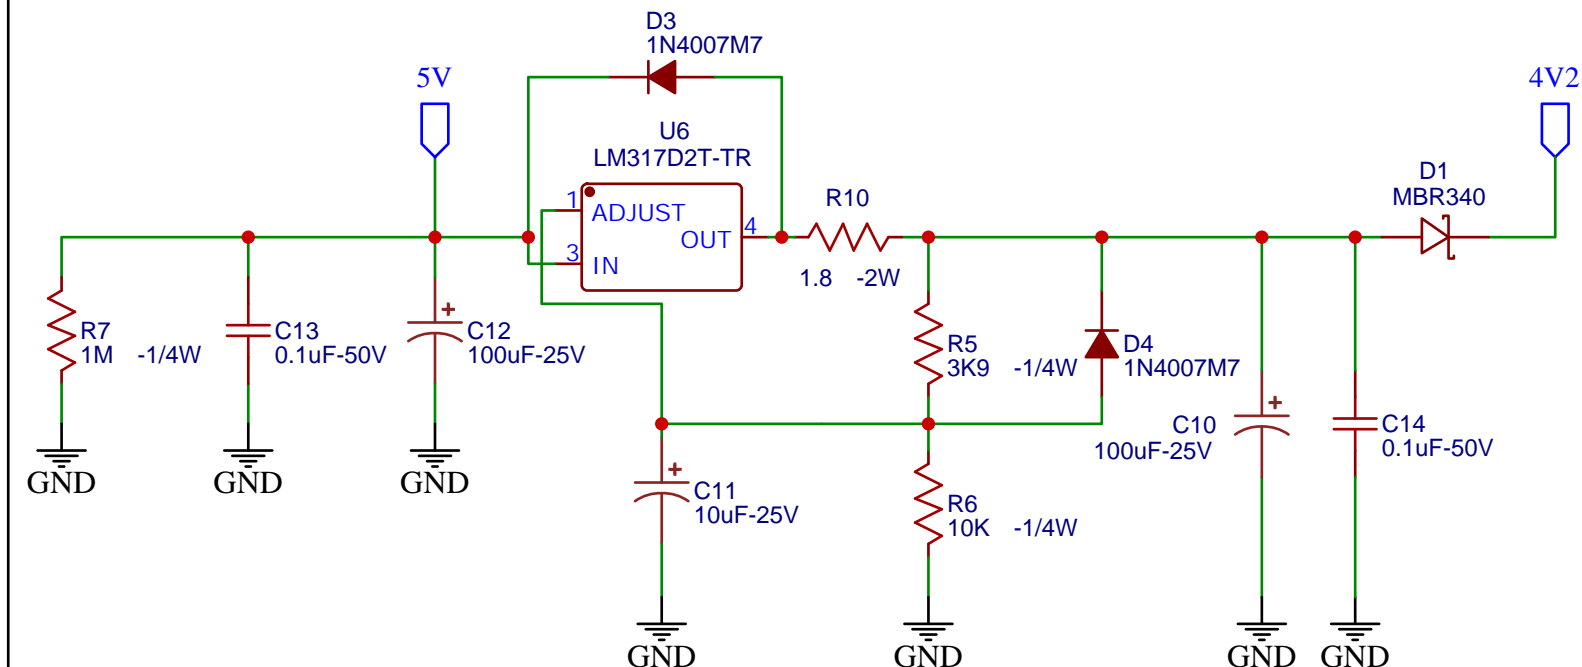 D3
1N4007M7
5V
4V2
U6
LM317D2T-TR
D1
MBR340
R10
1
ADJUST
4
OUT
3
IN
1.8 -2W
+
R7
1M -1/4W
C13
0.1uF-50V
C12
100uF-25V
R5
3K9 -1/4W
D4
1N4007M7
+
C10
100uF-25V
C14
0.1uF-50V
GND
GND
GND
+
C11
10uF-25V
R6
10K -1/4W
GND
GND
GND
GND